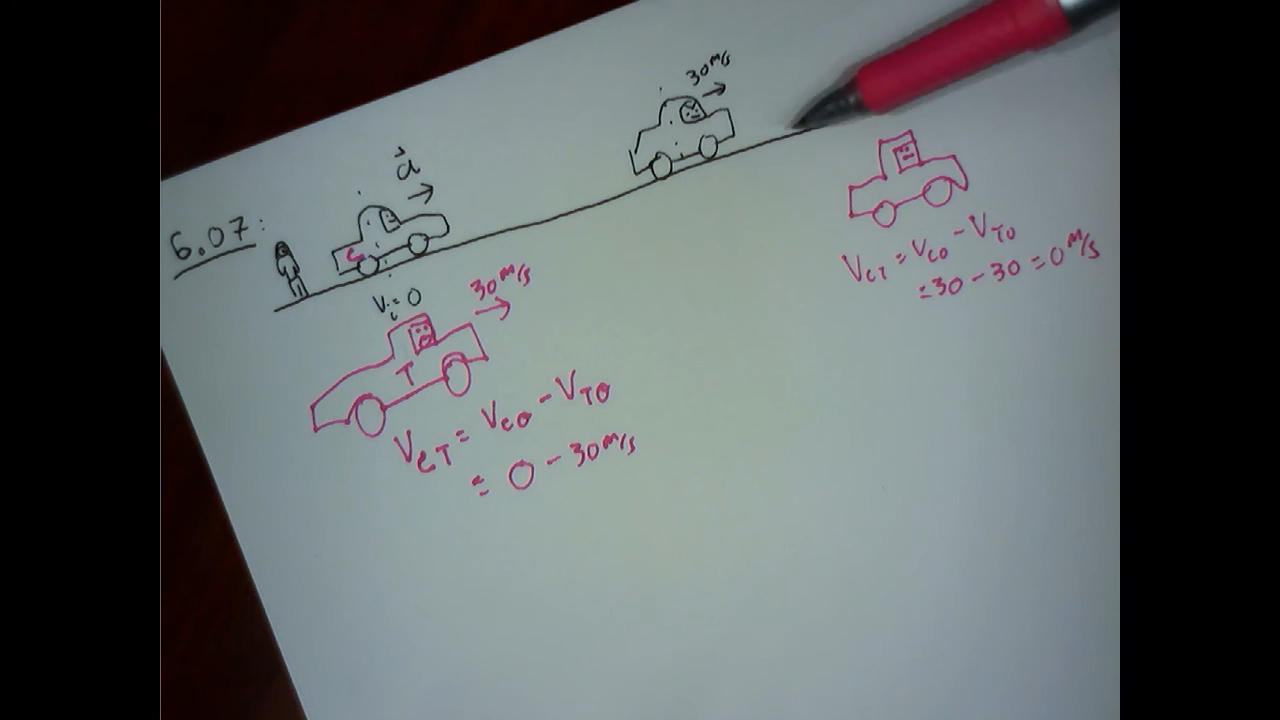 6.07:
a
30 m/s
C
Vi = 0
30 m/s
T
VCT = VCO - VTO
= 0 - 30 m/s
VCT = VCO - VTO
= 30 - 30 = 0 m/s